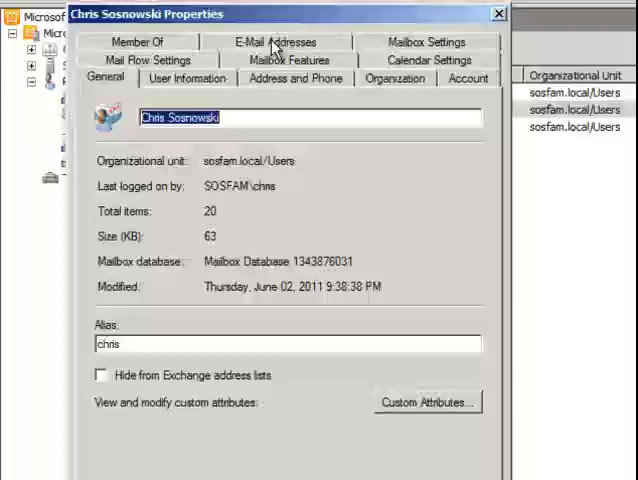 Microsof
Chris Sosnowski Properties
Micro
Member Of
E-Mail Addresses
Mailbox Settings
Mail Flow Settings
Mailbox Features
Calendar Settings
General
User Information
Address and Phone
Organization
Account
Organizational Unit
sosfam.local/Users
sosfam.local/Users
sosfam.local/Users
Chris Sosnowski
Organizational unit: sosfam.local/Users
Last logged on by: SOSFAM\chris
Total items: 20
Size (KB): 63
Mailbox database: Mailbox Database 1343876031
Modified: Thursday, June 02, 2011 9:38:38 PM
Alias:
chris
Hide from Exchange address lists
View and modify custom attributes:
Custom Attributes...